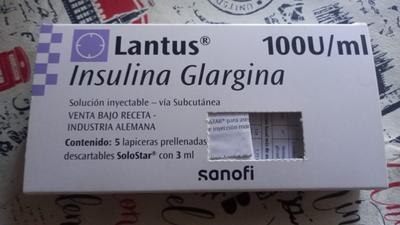 Lantus® 100U/ml
Insulina Glargina
Solución injectable – vía Subcutánea
VENTA BAJO RECETA -
INDUSTRIA ALEMANA
Contenido: 5 lapiceras prellenadas
descartables SoloStar® con 3 ml
sanofi